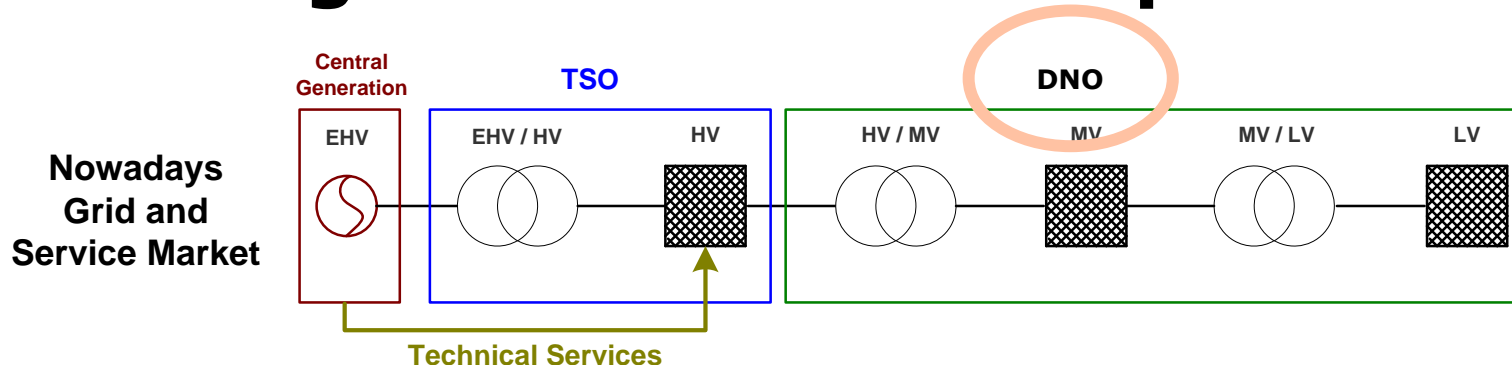 Central
Generation
TSO
DNO
EHV
EHV / HV
HV
HV / MV
MV
MV / LV
LV
Nowadays
Grid and
Service Market
Technical Services